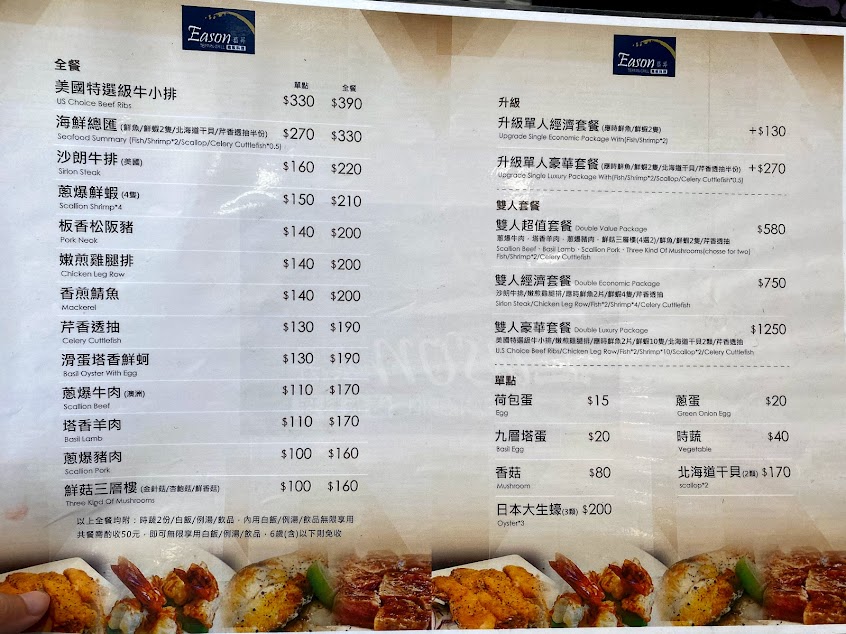 Eason 易昇
TEPPAN GRILL 鐵板料理
全餐
單點 全餐
美國特選級牛小排 $330 $390
US Choice Beef Ribs
海鮮總匯 (鮮魚/鮮蝦2隻/北海道干貝/芹香透抽半份) $270 $330
Seafood Summary (Fish/Shrimp*2/Scallop/Celery Cuttlefish*0.5)
沙朗牛排 (美國) $160 $220
Sirlon Steak
蔥爆鮮蝦 (4隻) $150 $210
Scallion Shrimp*4
板香松阪豬 $140 $200
Pork Neak
嫩煎雞腿排 $140 $200
Chicken Leg Row
香煎鯖魚 $140 $200
Mackerel
芹香透抽 $130 $190
Celery Cuttlefish
滑蛋塔香鮮蚵 $130 $190
Basil Oyster With Egg
蔥爆牛肉 (澳洲) $110 $170
Scallion Beef
塔香羊肉 $110 $170
Basil Lamb
蔥爆豬肉 $100 $160
Scallion Pork
鮮菇三層樓 (金針菇/杏鮑菇/鮮香菇) $100 $160
Three Kind Of Mushrooms
以上全餐均附：時蔬2份/白飯/例湯/飲品，內用白飯/例湯/飲品無限享用
共餐需酌收50元，即可無限享用白飯/例湯/飲品，6歲(含)以下則免收
Eason
鐵板料理
升級
升級單人經濟套餐 (應時鮮魚/鮮蝦2隻) +$130
Upgrade Single Economic Package With(Fish/Shrimp*2)
升級單人豪華套餐 (應時鮮魚/鮮蝦2隻/北海道干貝/芹香透抽半份) +$270
Upgrade Single Luxury Package With(Fish/Shrimp*2/Scallop/Celery Cuttlefish*0.5)
雙人套餐
雙人超值套餐 Double Value Package $580
蔥爆牛肉．塔香羊肉．蔥爆豬肉．鮮菇三層樓(4選2)/鮮魚/鮮蝦2隻/芹香透抽
Scallion Beef．Basil Lamb．Scallion Pork．Three Kind Of Mushrooms(chosse for two)
Fish/Shrimp*2/Celery Cuttlefish
雙人經濟套餐 Double Economic Package $750
沙朗牛排/嫩煎雞腿排/應時鮮魚2片/鮮蝦4隻/芹香透抽
Sirlon Steak/Chicken Leg Row/Fish*2/Shrimp*4/Celery Cuttlefish
雙人豪華套餐 Double Luxury Package $1250
美國特選級牛小排/嫩煎雞腿排/應時鮮魚2片/鮮蝦10隻/北海道干貝2顆/芹香透抽
U.S Choice Beef Ribs/Chicken Leg Row/Fish*2/Shrimp*10/Scallop*2/Celery Cuttlefish
單點
荷包蛋 $15 蔥蛋 $20
Egg Green Onion Egg
九層塔蛋 $20 時蔬 $40
Basil Egg Vegetable
香菇 $80 北海道干貝(2顆) $170
Mushroom scallop*2
日本大生蠔(3顆) $200
Oyster*3